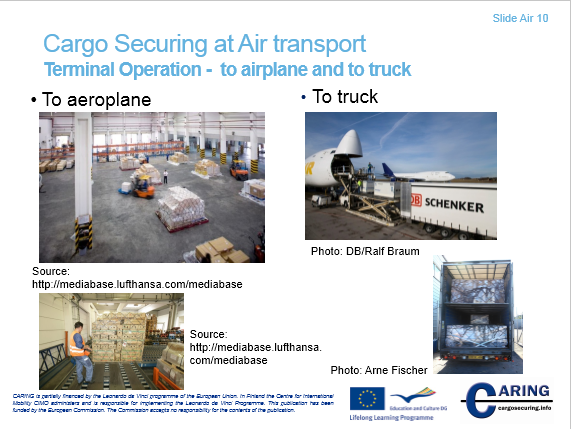 Slide Air 10
Cargo Securing at Air transport
Terminal Operation - to airplane and to truck
• To aeroplane
• To truck
DB SCHENKER
Photo: DB/Ralf Braum
Source:
http://mediabase.lufthansa.com/mediabase
Source:
http://mediabase.lufthansa.
com/mediabase
Photo: Arne Fischer
CARING is partially financed by the Leonardo da Vinci programme of the European Union. In Finland the Centre for International
Mobility CIMO administers and is responsible for implementing the Leonardo da Vinci Programme. This publication has been
funded by the European Commission. The Commission accepts no responsibility for the contents of the publication.
Education and Culture DG
Lifelong Learning Programme
CARING
cargosecuring.info